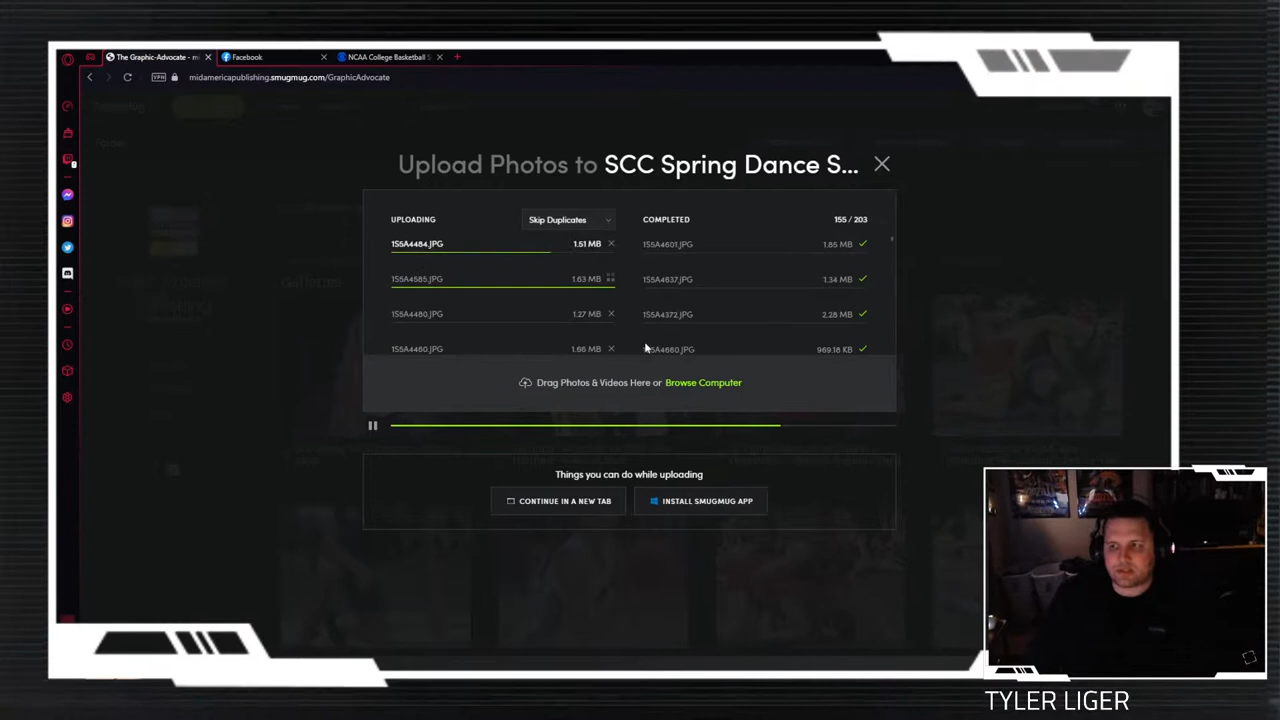 The Graphic-Advocate - mi
Facebook
NCAA College Basketball S
VPN
midamericapublishing.smugmug.com/GraphicAdvocate
Upload Photos to SCC Spring Dance S...
UPLOADING
Skip Duplicates
COMPLETED
155 / 203
1S5A4484.JPG 1.51 MB
1S5A4601.JPG 1.85 MB
1S5A4585.JPG 1.63 MB
1S5A4637.JPG 1.34 MB
1S5A4480.JPG 1.27 MB
1S5A4372.JPG 2.28 MB
1S5A4460.JPG 1.66 MB
1S5A4660.JPG 969.18 KB
Drag Photos & Videos Here or Browse Computer
Things you can do while uploading
CONTINUE IN A NEW TAB
INSTALL SMUGMUG APP
TYLER LIGER